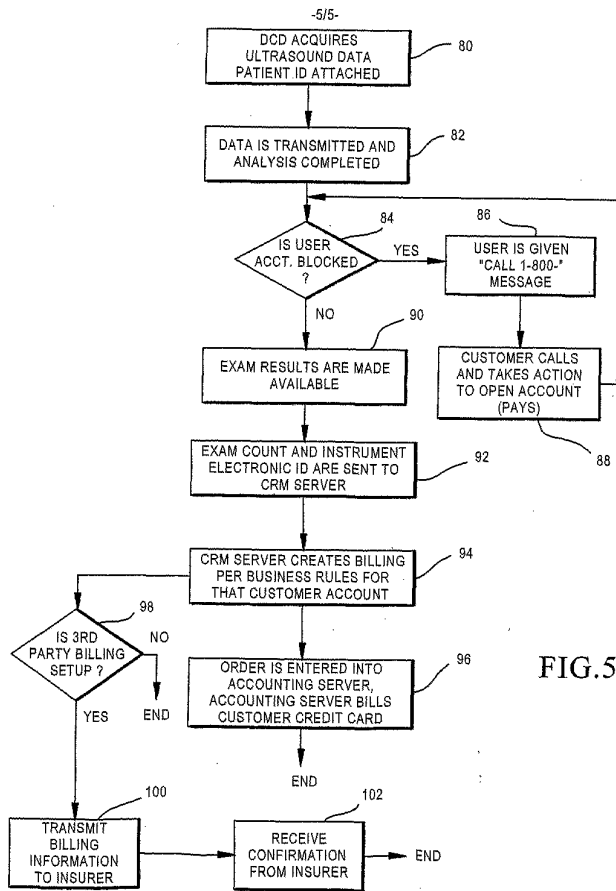 -5/5-
DCD ACQUIRES
ULTRASOUND DATA
PATIENT ID ATTACHED
80
DATA IS TRANSMITTED AND
ANALYSIS COMPLETED
82
IS USER
ACCT. BLOCKED
?
84
YES
NO
86
USER IS GIVEN
"CALL 1-800-"
MESSAGE
CUSTOMER CALLS
AND TAKES ACTION
TO OPEN ACCOUNT
(PAYS)
88
90
EXAM RESULTS ARE MADE
AVAILABLE
EXAM COUNT AND INSTRUMENT
ELECTRONIC ID ARE SENT TO
CRM SERVER
92
CRM SERVER CREATES BILLING
PER BUSINESS RULES FOR
THAT CUSTOMER ACCOUNT
94
98
IS 3RD
PARTY BILLING
SETUP ?
NO
END
YES
ORDER IS ENTERED INTO
ACCOUNTING SERVER,
ACCOUNTING SERVER BILLS
CUSTOMER CREDIT CARD
96
END
FIG.5
100
TRANSMIT
BILLING
INFORMATION
TO INSURER
102
RECEIVE
CONFIRMATION
FROM INSURER
END